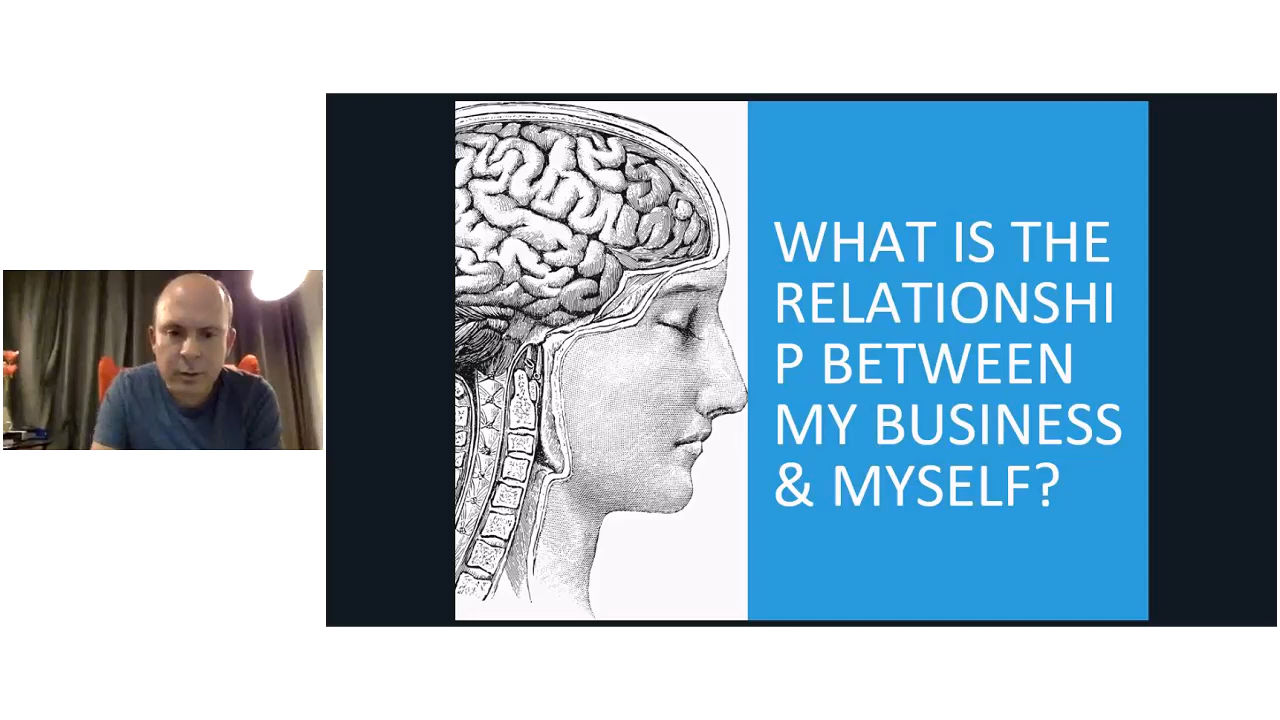 WHAT IS THE
RELATIONSHI
P BETWEEN
MY BUSINESS
& MYSELF?